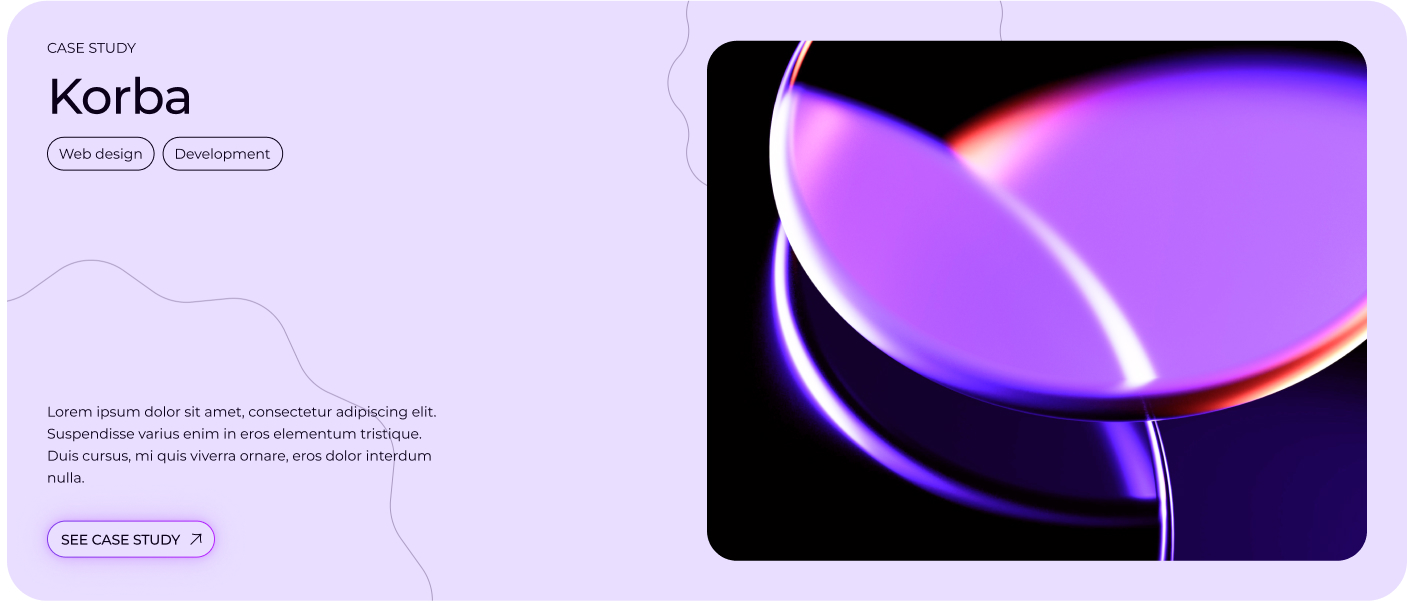 CASE STUDY
Korba
Web design
Development
Lorem ipsum dolor sit amet, consectetur adipiscing elit.
Suspendisse varius enim in eros elementum tristique.
Duis cursus, mi quis viverra ornare, eros dolor interdum
nulla.
SEE CASE STUDY